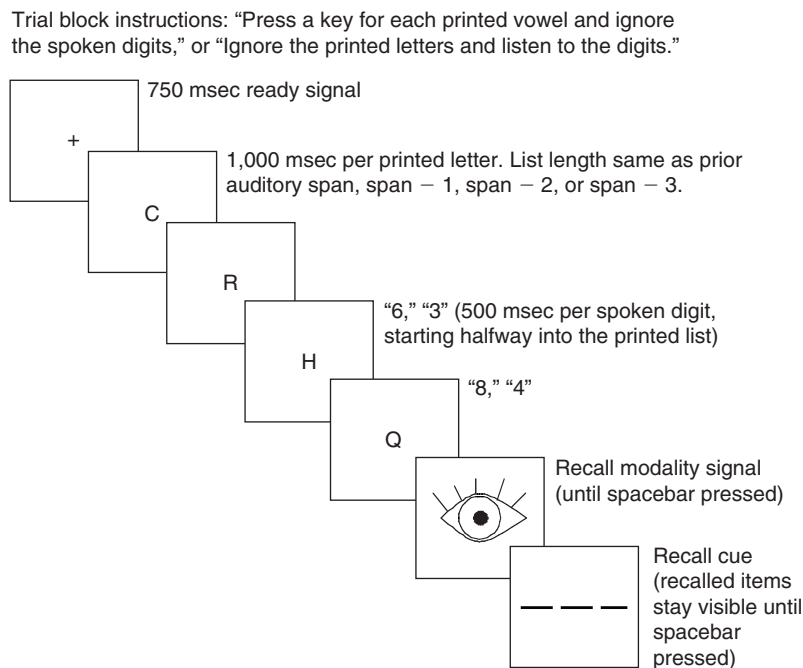 Trial block instructions: “Press a key for each printed vowel and ignore
the spoken digits,” or “Ignore the printed letters and listen to the digits.”
750 msec ready signal
+
1,000 msec per printed letter. List length same as prior
auditory span, span − 1, span − 2, or span − 3.
C
R
“6,” “3” (500 msec per spoken digit,
starting halfway into the printed list)
H
“8,” “4”
Q
Recall modality signal
(until spacebar pressed)
Recall cue
(recalled items
stay visible until
spacebar
pressed)